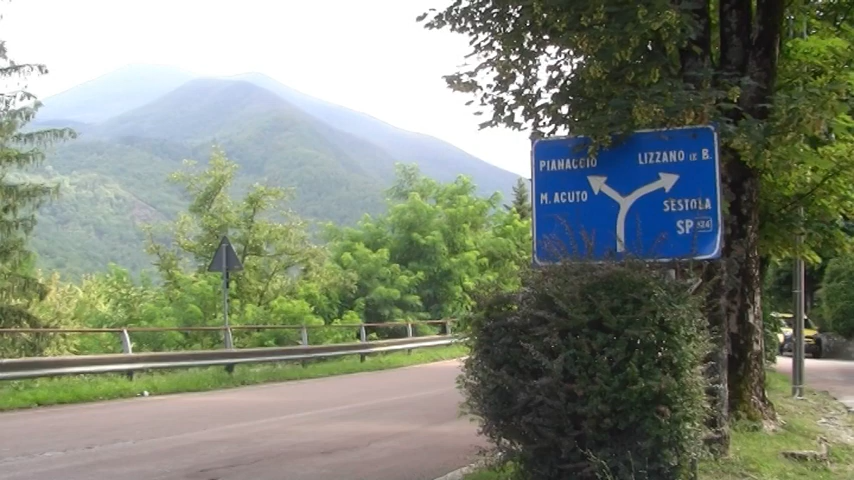 PIANACCIO
LIZZANO IN B.
M. ACUTO
SESTOLA
SP 324